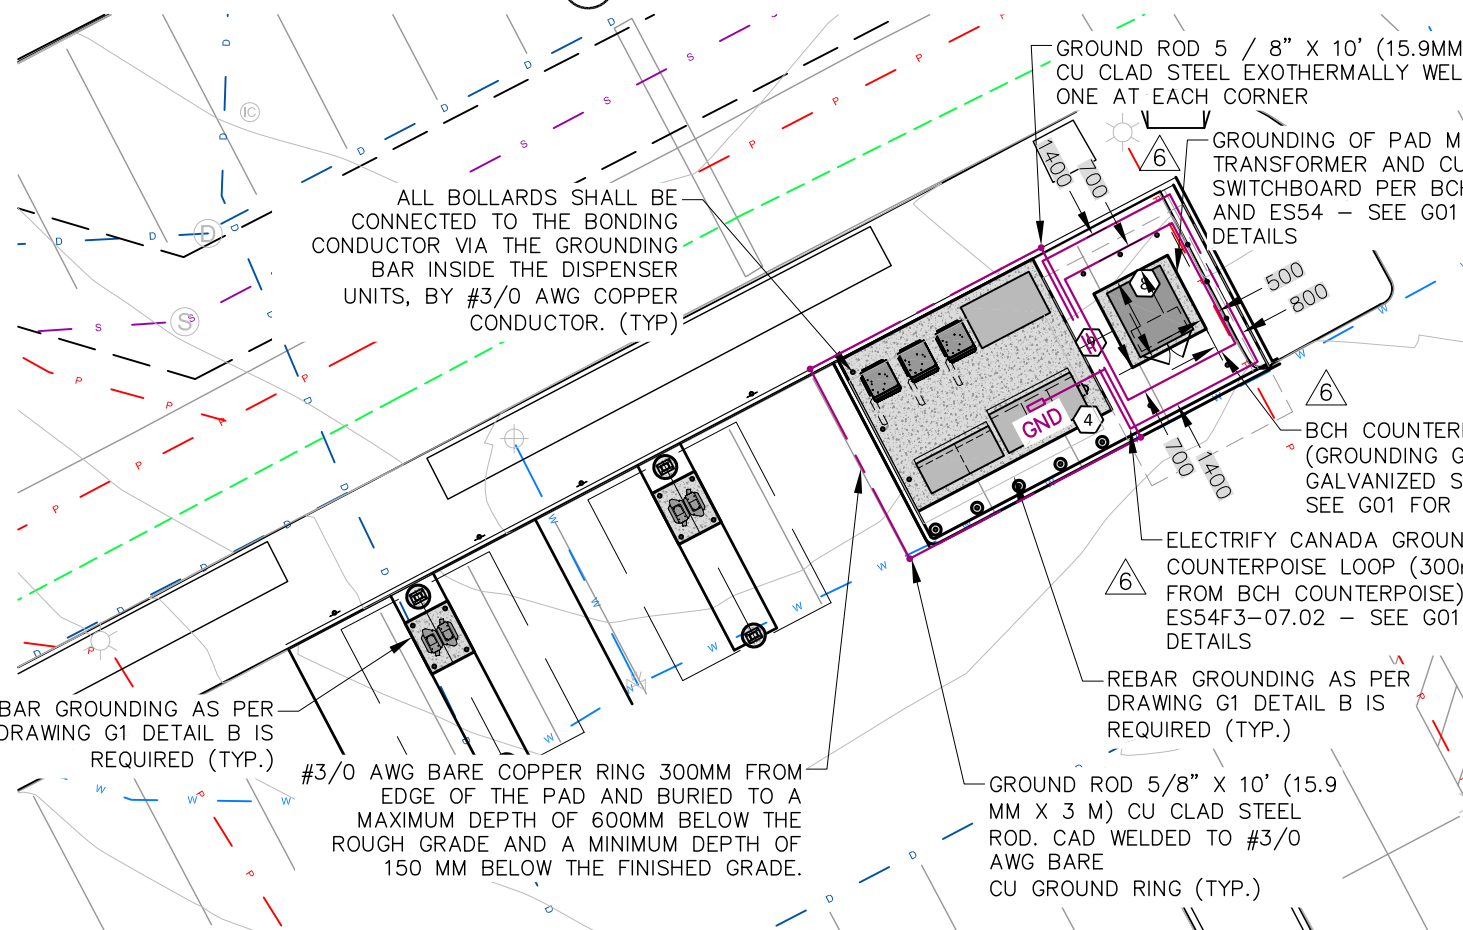 GROUND ROD 5 / 8” X 10’ (15.9MM
CU CLAD STEEL EXOTHERMALLY WEL
ONE AT EACH CORNER
GROUNDING OF PAD M
TRANSFORMER AND CU
SWITCHBOARD PER BCH
AND ES54 – SEE G01
DETAILS
6
ALL BOLLARDS SHALL BE
CONNECTED TO THE BONDING
CONDUCTOR VIA THE GROUNDING
BAR INSIDE THE DISPENSER
UNITS, BY #3/0 AWG COPPER
CONDUCTOR. (TYP)
IC
D
S
1400
700
500
800
8
9
GND
4
700
1400
6
BCH COUNTER
(GROUNDING G
GALVANIZED S
SEE G01 FOR
ELECTRIFY CANADA GROUN
COUNTERPOISE LOOP (300
FROM BCH COUNTERPOISE)
ES54F3–07.02 – SEE G01
DETAILS
6
REBAR GROUNDING AS PER
DRAWING G1 DETAIL B IS
REQUIRED (TYP.)
BAR GROUNDING AS PER
DRAWING G1 DETAIL B IS
REQUIRED (TYP.)
#3/0 AWG BARE COPPER RING 300MM FROM
EDGE OF THE PAD AND BURIED TO A
MAXIMUM DEPTH OF 600MM BELOW THE
ROUGH GRADE AND A MINIMUM DEPTH OF
150 MM BELOW THE FINISHED GRADE.
GROUND ROD 5/8” X 10’ (15.9
MM X 3 M) CU CLAD STEEL
ROD. CAD WELDED TO #3/0
AWG BARE
CU GROUND RING (TYP.)